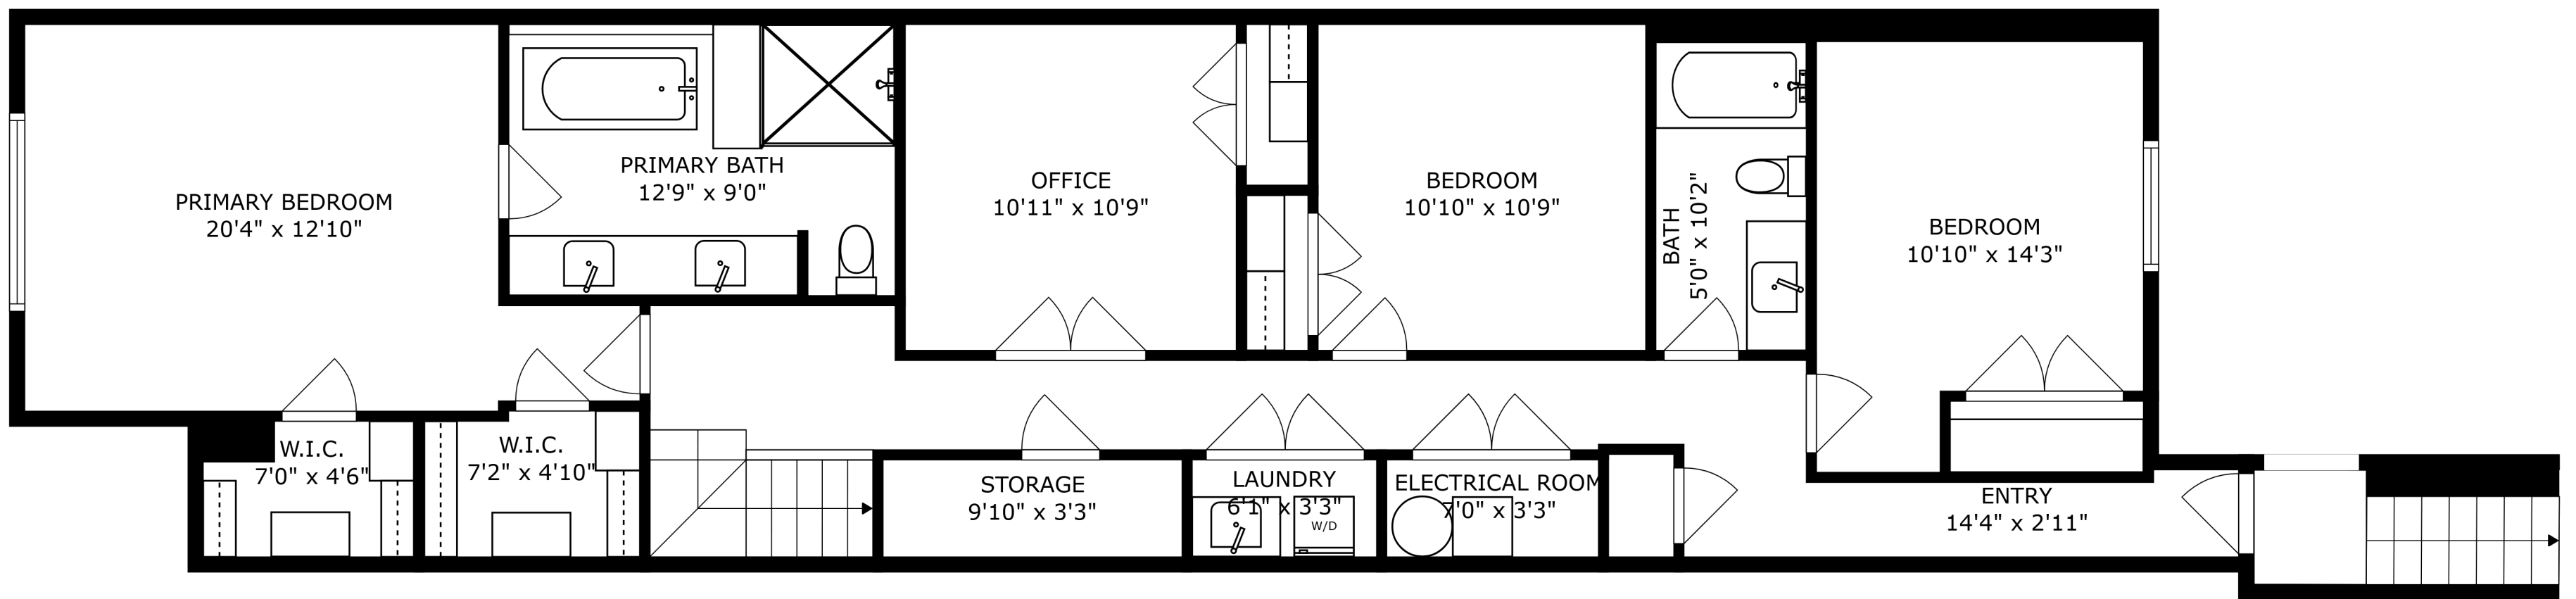 PRIMARY BEDROOM
20'4" x 12'10"
PRIMARY BATH
12'9" x 9'0"
OFFICE
10'11" x 10'9"
BEDROOM
10'10" x 10'9"
BATH
5'0" x 10'2"
BEDROOM
10'10" x 14'3"
W.I.C.
7'0" x 4'6"
W.I.C.
7'2" x 4'10"
STORAGE
9'10" x 3'3"
LAUNDRY
6'1" x 3'3"
W/D
ELECTRICAL ROOM
7'0" x 3'3"
ENTRY
14'4" x 2'11"